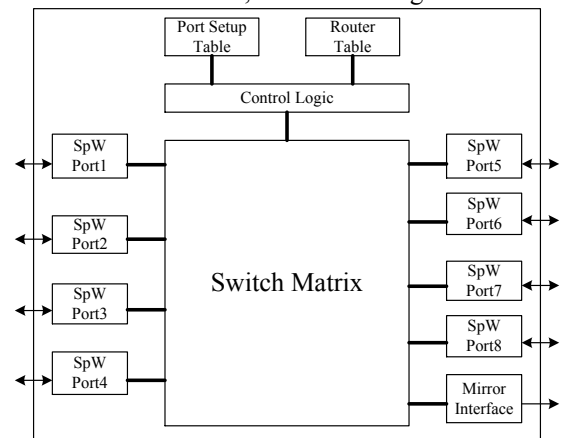 Port Setup
Table
Router
Table
Control Logic
SpW
Port1
SpW
Port2
SpW
Port3
SpW
Port4
Switch Matrix
SpW
Port5
SpW
Port6
SpW
Port7
SpW
Port8
Mirror
Interface